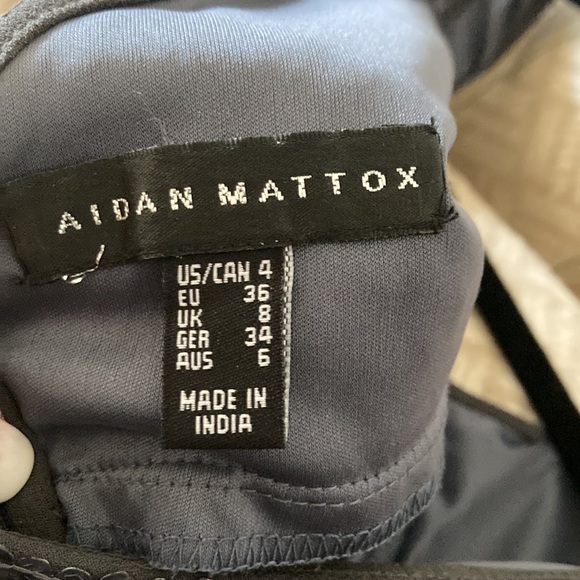 AIDAN MATTOX
US/CAN 4
EU 36
UK 8
GER 34
AUS 6
MADE IN
INDIA